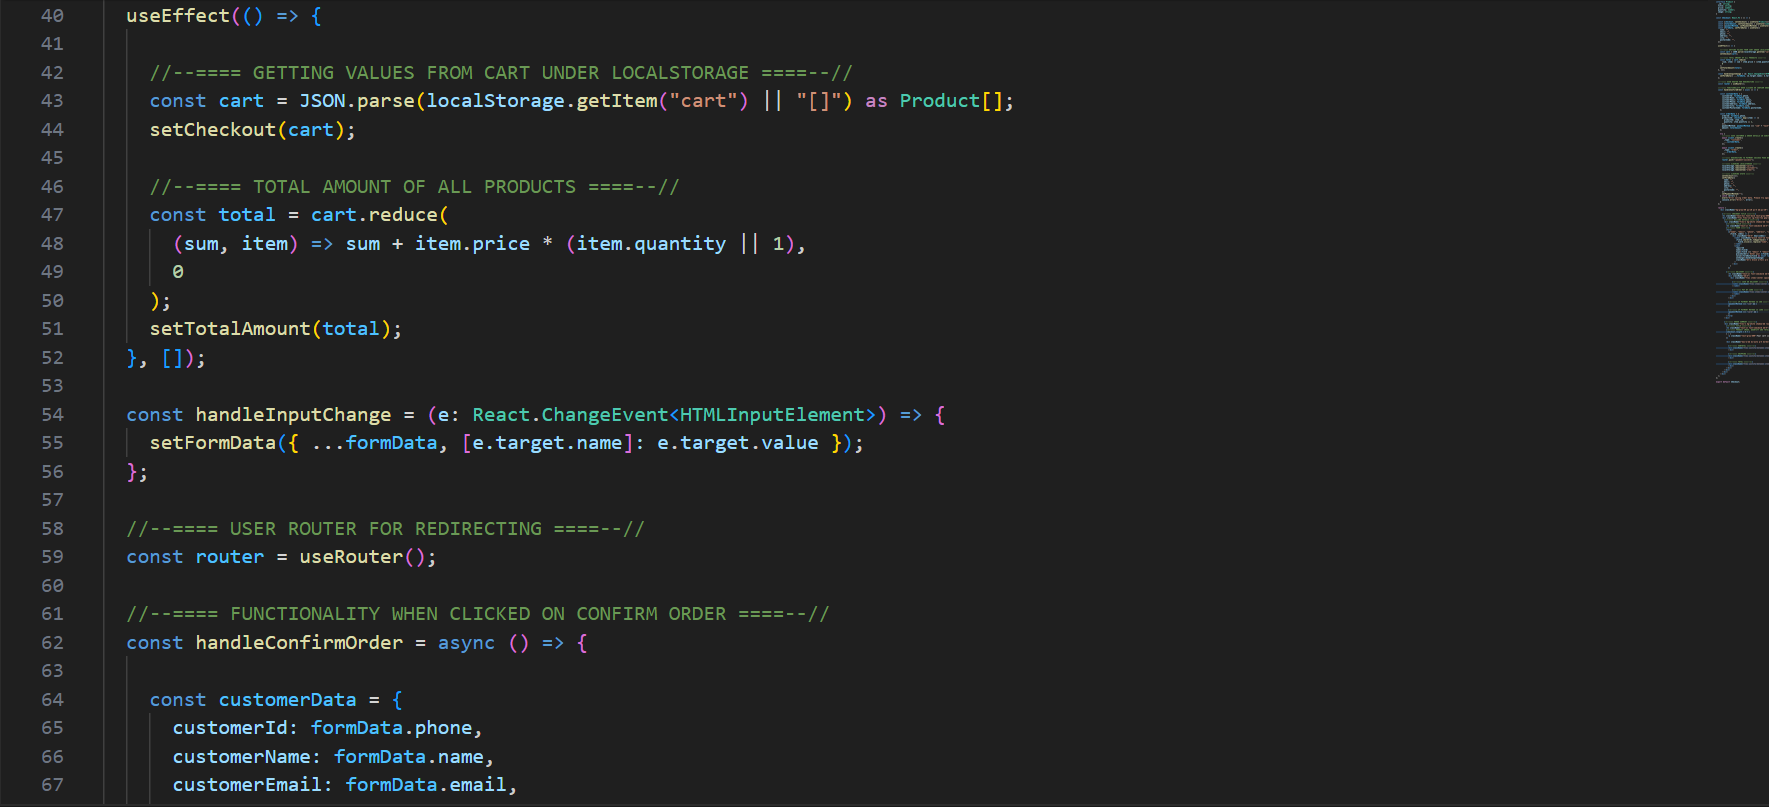 40 useEffect(() => {
41
42 //--==== GETTING VALUES FROM CART UNDER LOCALSTORAGE ====--//
43 const cart = JSON.parse(localStorage.getItem("cart") || "[]") as Product[];
44 setCheckout(cart);
45
46 //--==== TOTAL AMOUNT OF ALL PRODUCTS ====--//
47 const total = cart.reduce(
48 (sum, item) => sum + item.price * (item.quantity || 1),
49 0
50 );
51 setTotalAmount(total);
52 }, []);
53
54 const handleInputChange = (e: React.ChangeEvent<HTMLInputElement>) => {
55 setFormData({ ...formData, [e.target.name]: e.target.value });
56 };
57
58 //--==== USER ROUTER FOR REDIRECTING ====--//
59 const router = useRouter();
60
61 //--==== FUNCTIONALITY WHEN CLICKED ON CONFIRM ORDER ====--//
62 const handleConfirmOrder = async () => {
63
64 const customerData = {
65 customerId: formData.phone,
66 customerName: formData.name,
67 customerEmail: formData.email,